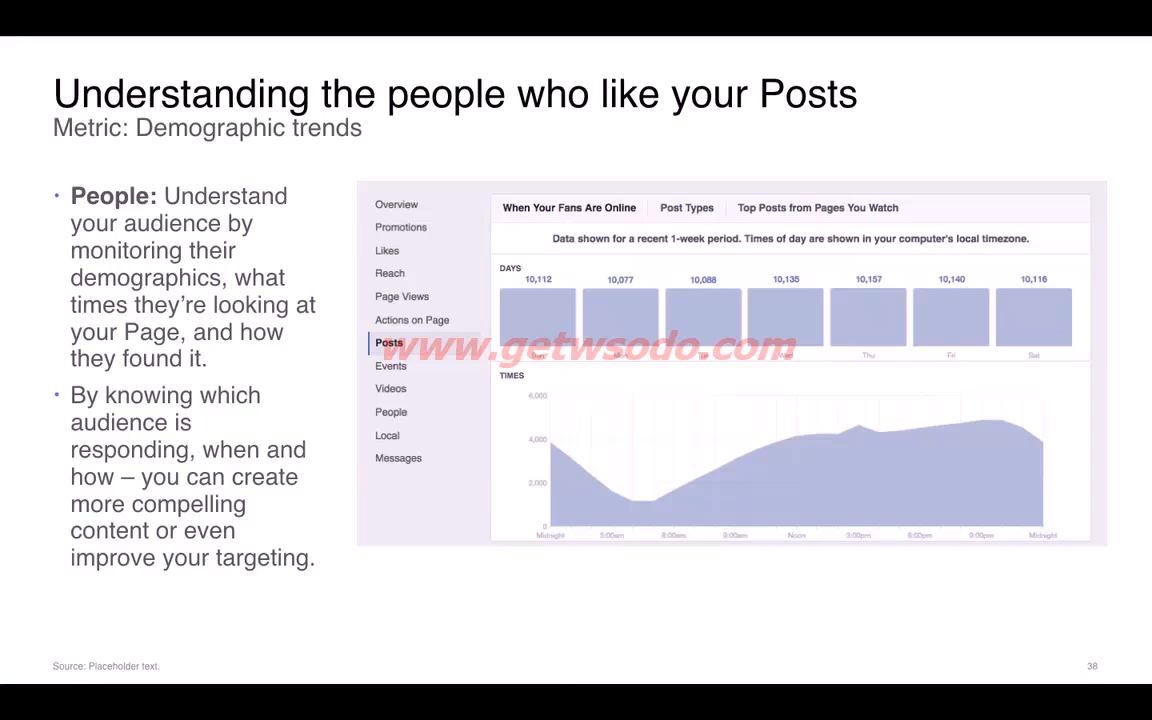 Understanding the people who like your Posts
Metric: Demographic trends
• People: Understand
your audience by
monitoring their
demographics, what
times they're looking at
your Page, and how
they found it.
• By knowing which
audience is
responding, when and
how – you can create
more compelling
content or even
improve your targeting.
Overview
Promotions
Likes
Reach
Page Views
Actions on Page
Posts
Events
Videos
People
Local
Messages
When Your Fans Are Online Post Types Top Posts from Pages You Watch
Data shown for a recent 1-week period. Times of day are shown in your computer's local timezone.
DAYS
10,112 10,077 10,088 10,135 10,157 10,140 10,116
Sun Mon Tue Wed Thu Fri Sat
www.getwsodo.com
TIMES
6,000
4,000
2,000
0
Midnight 3:00am 6:00am 9:00am Noon 3:00pm 6:00pm 9:00pm Midnight
Source: Placeholder text.
38